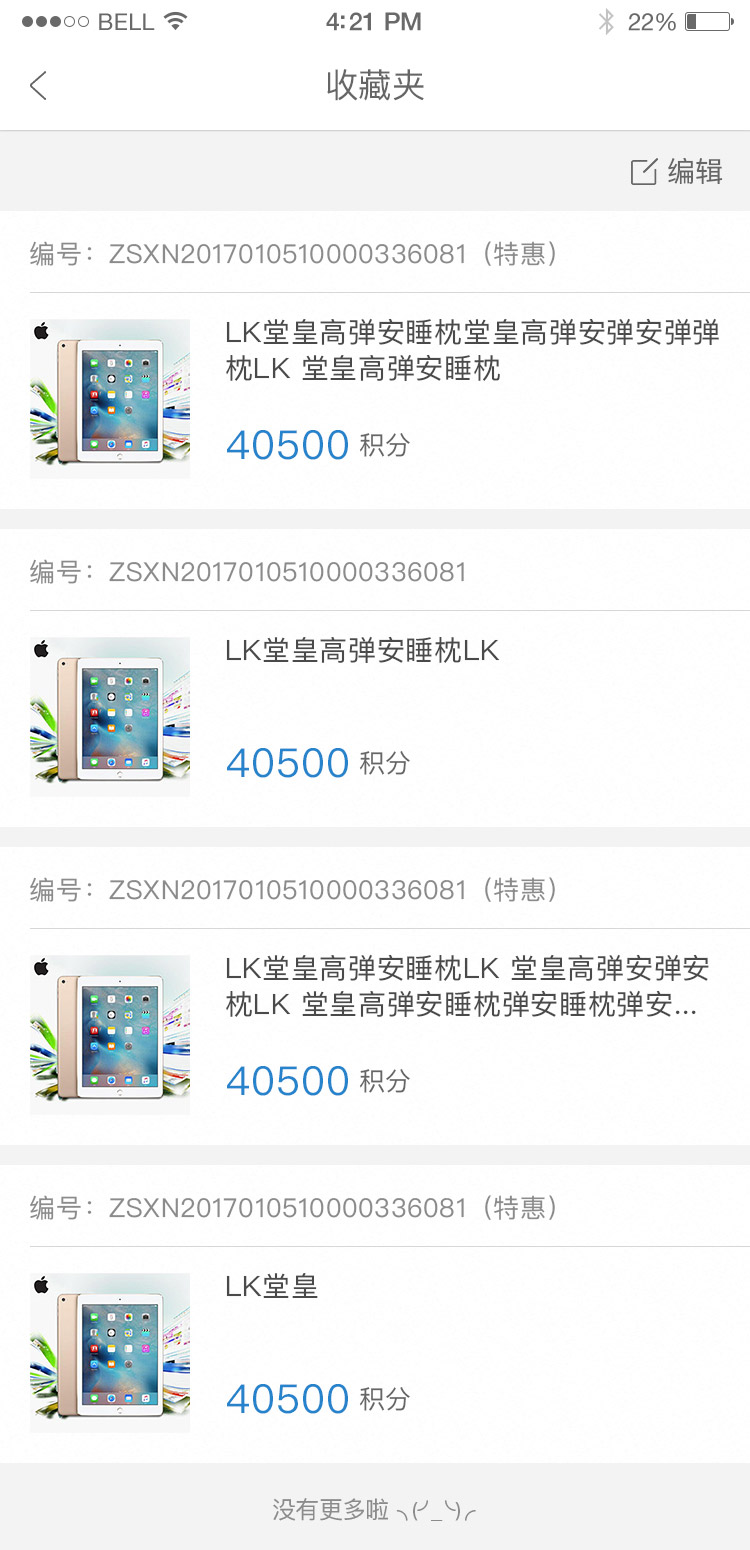 BELL 4:21 PM 22%
收藏夹
编辑
编号：ZSXN2017010510000336081（特惠）
LK堂皇高弹安睡枕堂皇高弹安弹安弹弹
枕LK 堂皇高弹安睡枕
40500 积分
编号：ZSXN2017010510000336081
LK堂皇高弹安睡枕LK
40500 积分
编号：ZSXN2017010510000336081（特惠）
LK堂皇高弹安睡枕LK 堂皇高弹安弹安
枕LK 堂皇高弹安睡枕弹安睡枕弹安...
40500 积分
编号：ZSXN2017010510000336081（特惠）
LK堂皇
40500 积分
没有更多啦 ╮(╯_╰)╭